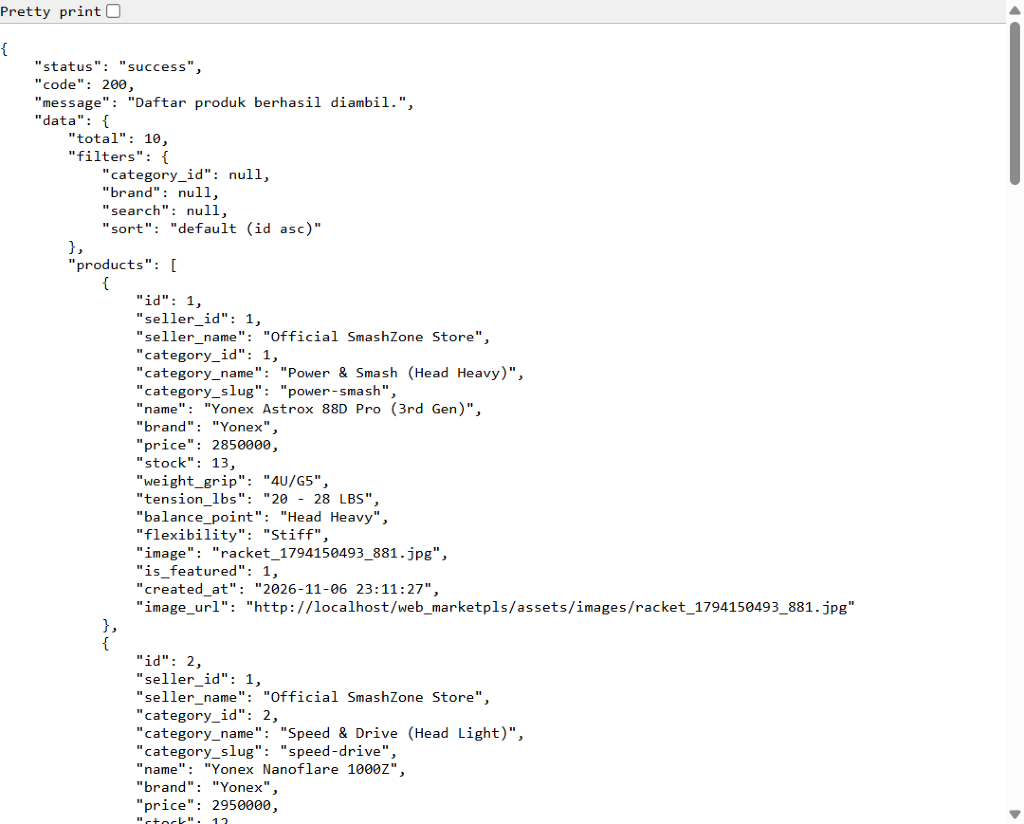 Pretty print
{
    "status": "success",
    "code": 200,
    "message": "Daftar produk berhasil diambil.",
    "data": {
        "total": 10,
        "filters": {
            "category_id": null,
            "brand": null,
            "search": null,
            "sort": "default (id asc)"
        },
        "products": [
            {
                "id": 1,
                "seller_id": 1,
                "seller_name": "Official SmashZone Store",
                "category_id": 1,
                "category_name": "Power & Smash (Head Heavy)",
                "category_slug": "power-smash",
                "name": "Yonex Astrox 88D Pro (3rd Gen)",
                "brand": "Yonex",
                "price": 2850000,
                "stock": 13,
                "weight_grip": "4U/G5",
                "tension_lbs": "20 - 28 LBS",
                "balance_point": "Head Heavy",
                "flexibility": "Stiff",
                "image": "racket_1794150493_881.jpg",
                "is_featured": 1,
                "created_at": "2026-11-06 23:11:27",
                "image_url": "http://localhost/web_marketpls/assets/images/racket_1794150493_881.jpg"
            },
            {
                "id": 2,
                "seller_id": 1,
                "seller_name": "Official SmashZone Store",
                "category_id": 2,
                "category_name": "Speed & Drive (Head Light)",
                "category_slug": "speed-drive",
                "name": "Yonex Nanoflare 1000Z",
                "brand": "Yonex",
                "price": 2950000,
                "stock": 12